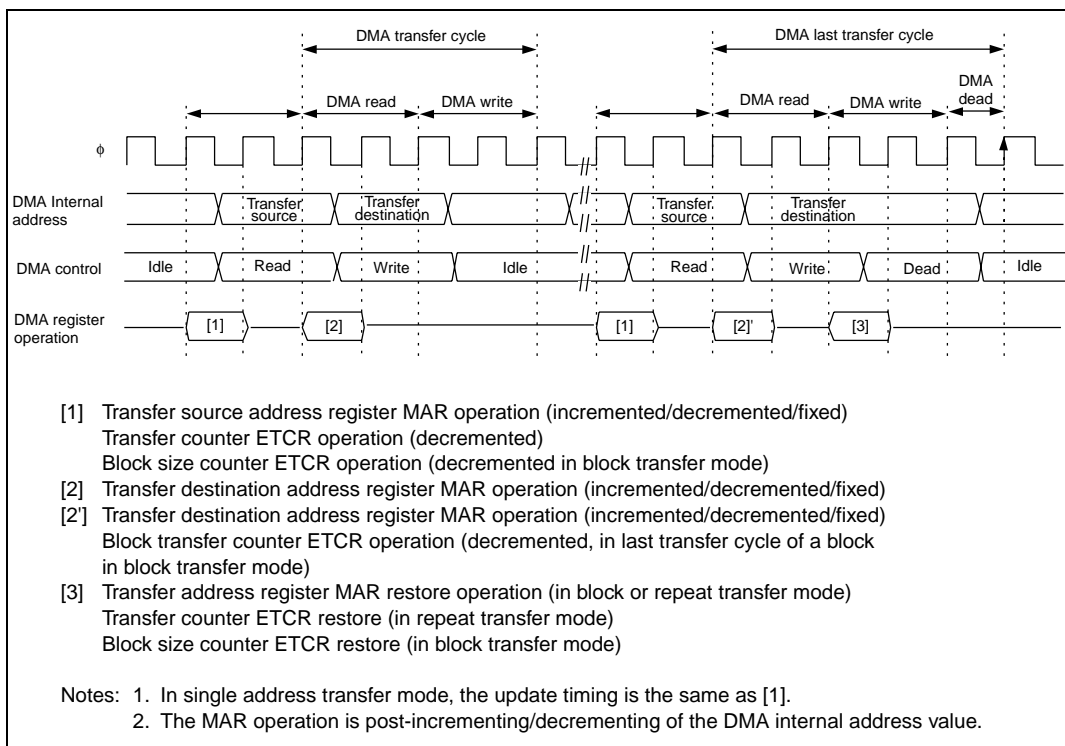 DMA transfer cycle DMA last transfer cycle
DMA read DMA write DMA read DMA write DMA dead
ϕ
DMA Internal address Transfer source Transfer destination Transfer source Transfer destination
DMA control Idle Read Write Idle Read Write Dead Idle
DMA register operation [1] [2] [1] [2]' [3]
[1] Transfer source address register MAR operation (incremented/decremented/fixed)
Transfer counter ETCR operation (decremented)
Block size counter ETCR operation (decremented in block transfer mode)
[2] Transfer destination address register MAR operation (incremented/decremented/fixed)
[2'] Transfer destination address register MAR operation (incremented/decremented/fixed)
Block transfer counter ETCR operation (decremented, in last transfer cycle of a block
in block transfer mode)
[3] Transfer address register MAR restore operation (in block or repeat transfer mode)
Transfer counter ETCR restore (in repeat transfer mode)
Block size counter ETCR restore (in block transfer mode)
Notes: 1. In single address transfer mode, the update timing is the same as [1].
2. The MAR operation is post-incrementing/decrementing of the DMA internal address value.